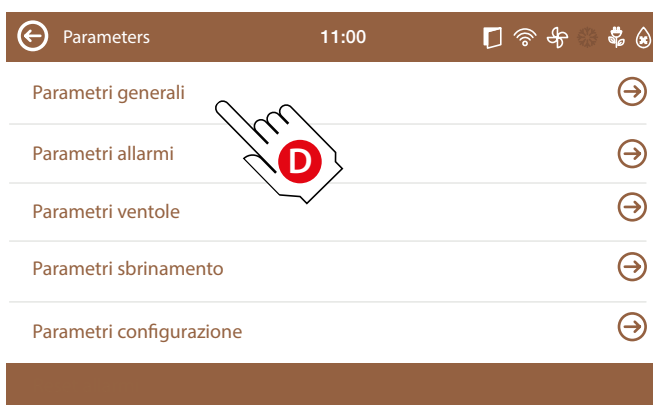 Parameters 11:00
Parametri generali
D
Parametri allarmi
Parametri ventole
Parametri sbrinamento
Parametri configurazione